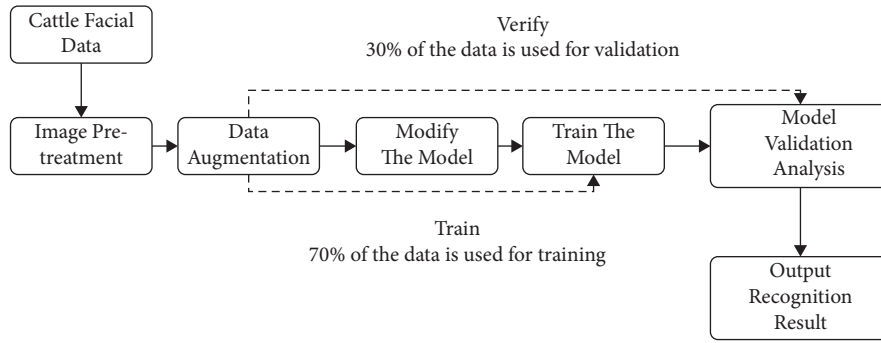 Cattle Facial
Data
Verify
30% of the data is used for validation
Image Pre-
treatment
Data
Augmentation
Modify
The Model
Train The
Model
Model
Validation
Analysis
Train
70% of the data is used for training
Output
Recognition
Result